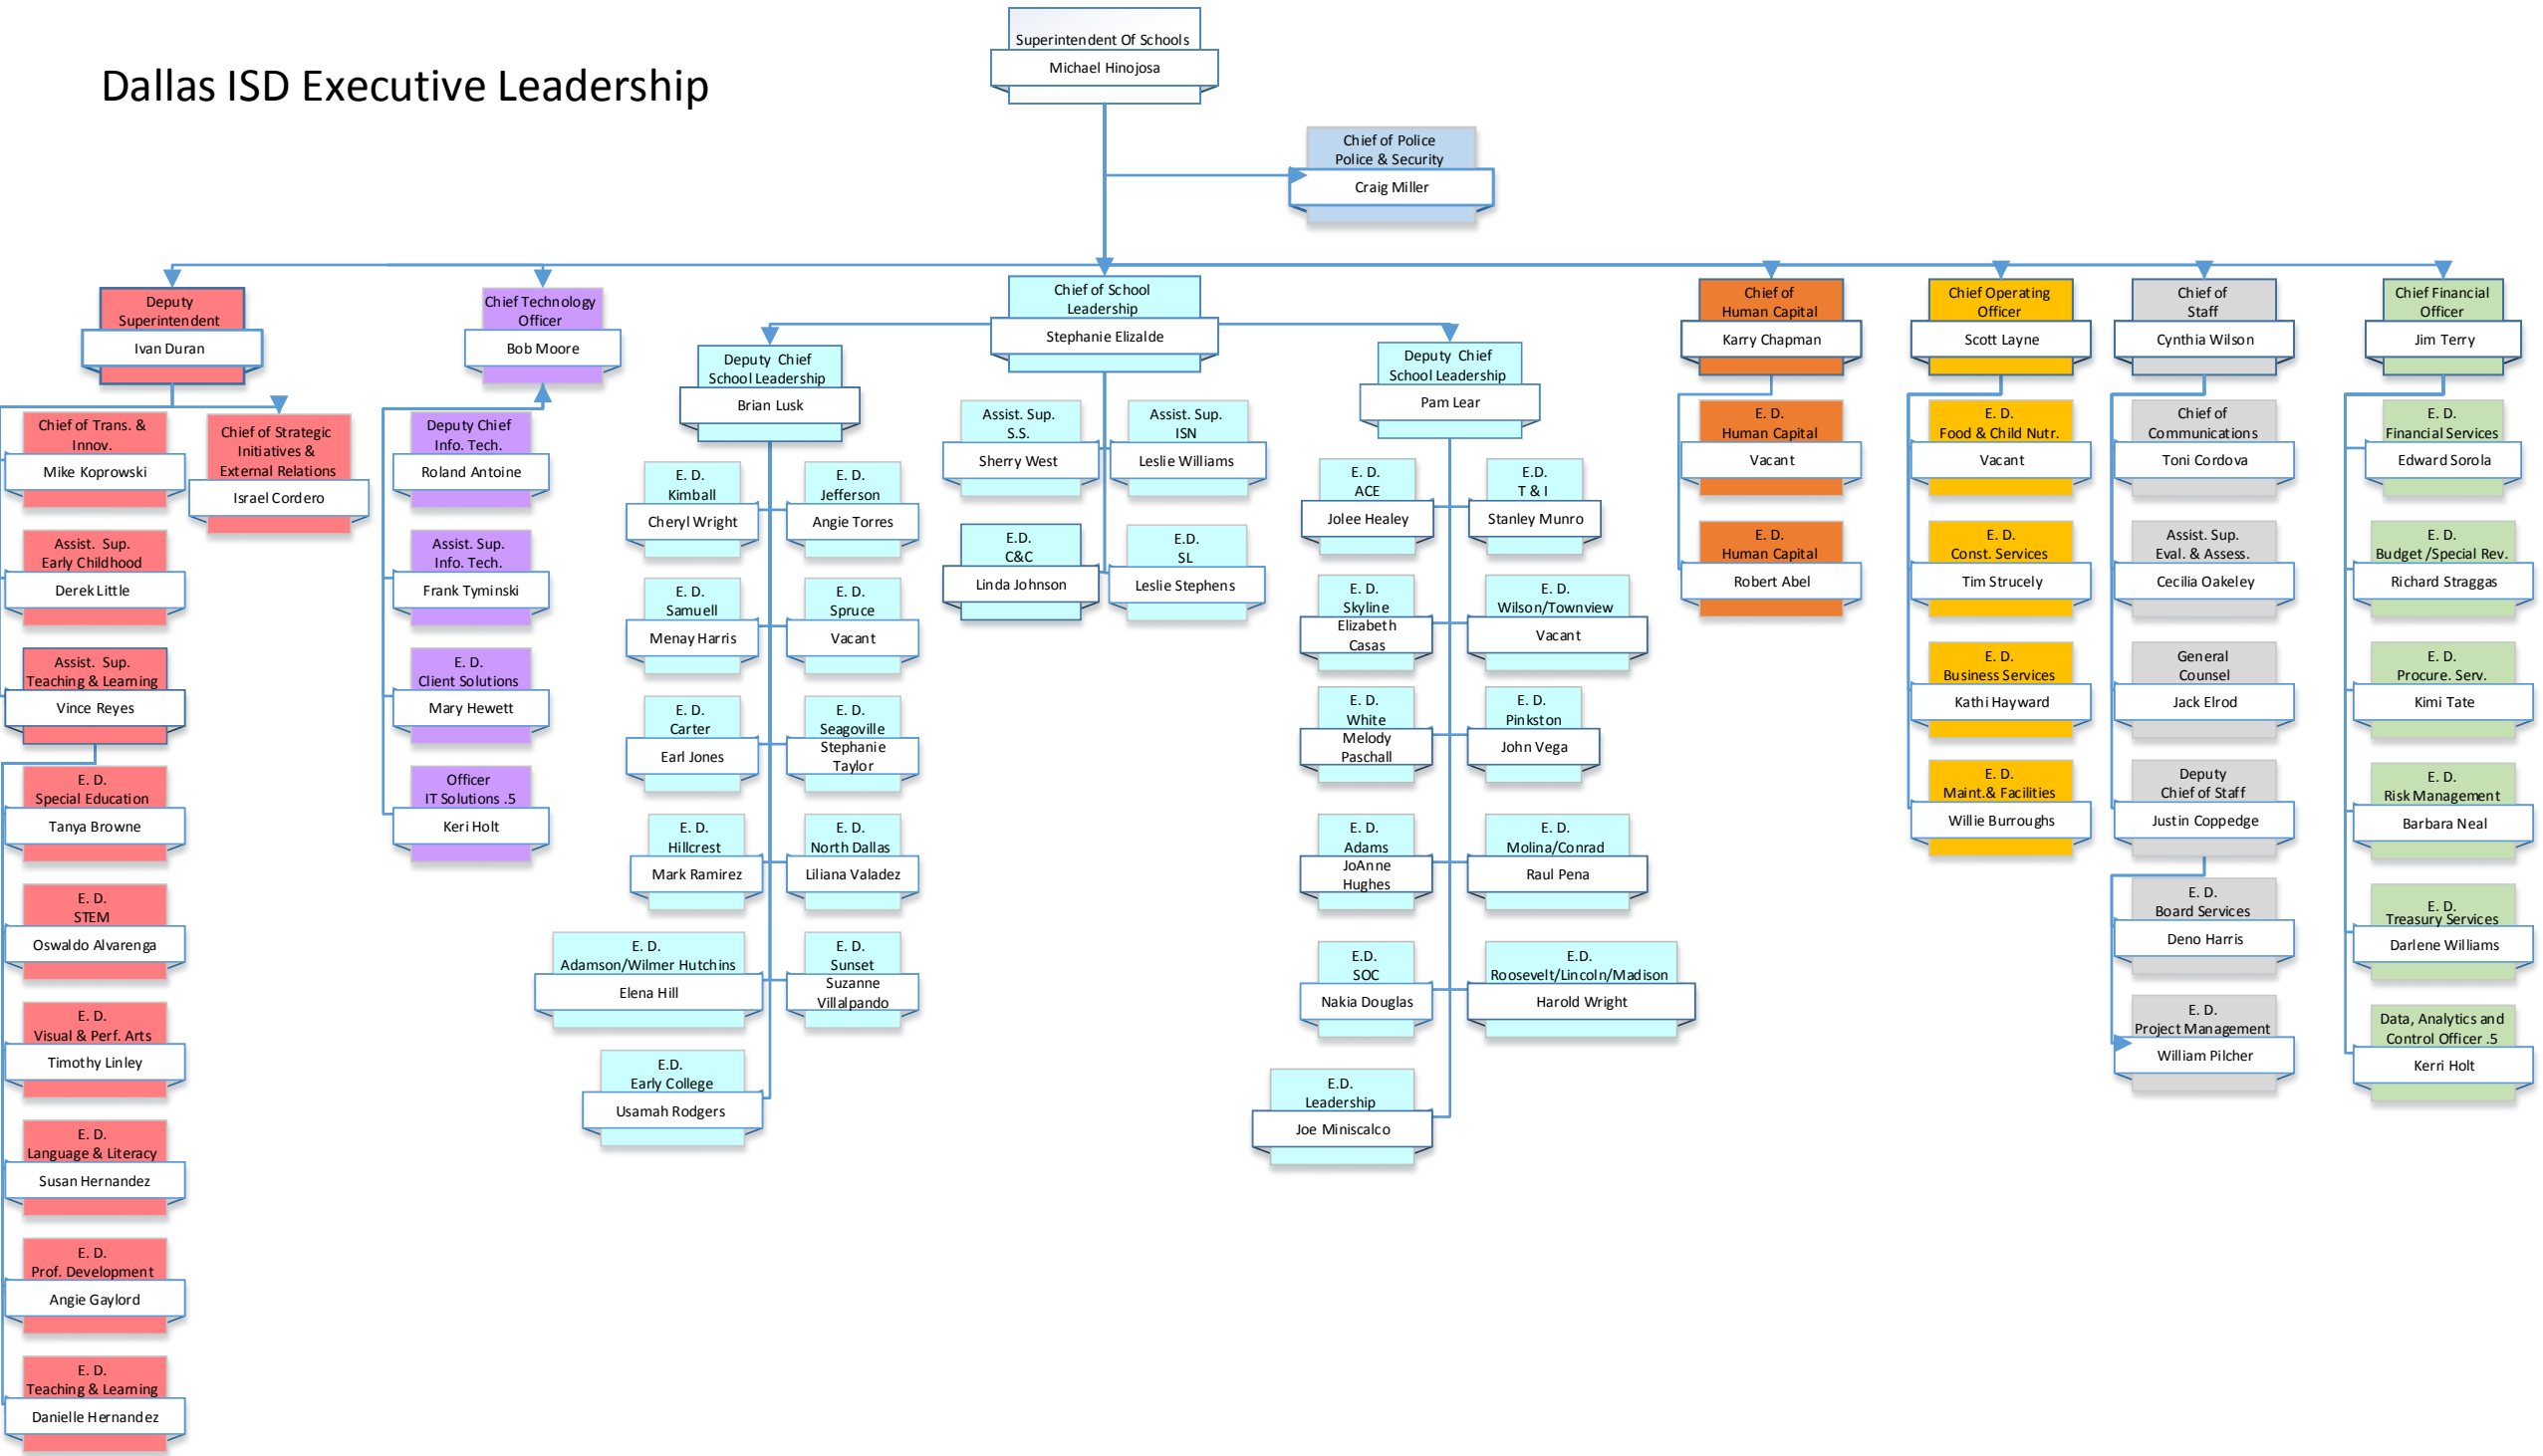 Dallas ISD Executive Leadership
Superintendent Of Schools
Michael Hinojosa
Chief of Police
Police & Security
Craig Miller
Deputy
Superintendent
Ivan Duran
Chief of Trans. &
Innov.
Mike Koprowski
Chief of Strategic
Initiatives &
External Relations
Israel Cordero
Assist. Sup.
Early Childhood
Derek Little
Assist. Sup.
Teaching & Learning
Vince Reyes
E. D.
Special Education
Tanya Browne
E. D.
STEM
Oswaldo Alvarenga
E. D.
Visual & Perf. Arts
Timothy Linley
E. D.
Language & Literacy
Susan Hernandez
E. D.
Prof. Development
Angie Gaylord
E. D.
Teaching & Learning
Danielle Hernandez
Chief Technology
Officer
Bob Moore
Deputy Chief
Info. Tech.
Roland Antoine
Assist. Sup.
Info. Tech.
Frank Tyminski
E. D.
Client Solutions
Mary Hewett
Officer
IT Solutions .5
Keri Holt
Chief of School
Leadership
Stephanie Elizalde
Deputy Chief
School Leadership
Brian Lusk
E. D.
Kimball
Cheryl Wright
E. D.
Jefferson
Angie Torres
E. D.
Samuell
Menay Harris
E. D.
Spruce
Vacant
E. D.
Carter
Earl Jones
E. D.
Seagoville
Stephanie
Taylor
E. D.
Hillcrest
Mark Ramirez
E. D.
North Dallas
Liliana Valadez
E. D.
Adamson/Wilmer Hutchins
Elena Hill
E. D.
Sunset
Suzanne
Villalpando
E.D.
Early College
Usamah Rodgers
Assist. Sup.
S.S.
Sherry West
Assist. Sup.
ISN
Leslie Williams
E.D.
C&C
Linda Johnson
E.D.
SL
Leslie Stephens
Deputy Chief
School Leadership
Pam Lear
E. D.
ACE
Jolee Healey
E.D.
T & I
Stanley Munro
E. D.
Skyline
Elizabeth
Casas
E. D.
Wilson/Townview
Vacant
E. D.
White
Melody
Paschall
E. D.
Pinkston
John Vega
E. D.
Adams
JoAnne
Hughes
E. D.
Molina/Conrad
Raul Pena
E.D.
SOC
Nakia Douglas
E.D.
Roosevelt/Lincoln/Madison
Harold Wright
E.D.
Leadership
Joe Miniscalco
Chief of
Human Capital
Karry Chapman
E. D.
Human Capital
Vacant
E. D.
Human Capital
Robert Abel
Chief Operating
Officer
Scott Layne
E. D.
Food & Child Nutr.
Vacant
E. D.
Const. Services
Tim Strucely
E. D.
Business Services
Kathi Hayward
E. D.
Maint.& Facilities
Willie Burroughs
Chief of
Staff
Cynthia Wilson
Chief of
Communications
Toni Cordova
Assist. Sup.
Eval. & Assess.
Cecilia Oakeley
General
Counsel
Jack Elrod
Deputy
Chief of Staff
Justin Coppedge
E. D.
Board Services
Deno Harris
E. D.
Project Management
William Pilcher
Chief Financial
Officer
Jim Terry
E. D.
Financial Services
Edward Sorola
E. D.
Budget /Special Rev.
Richard Straggas
E. D.
Procure. Serv.
Kimi Tate
E. D.
Risk Management
Barbara Neal
E. D.
Treasury Services
Darlene Williams
Data, Analytics and
Control Officer .5
Kerri Holt